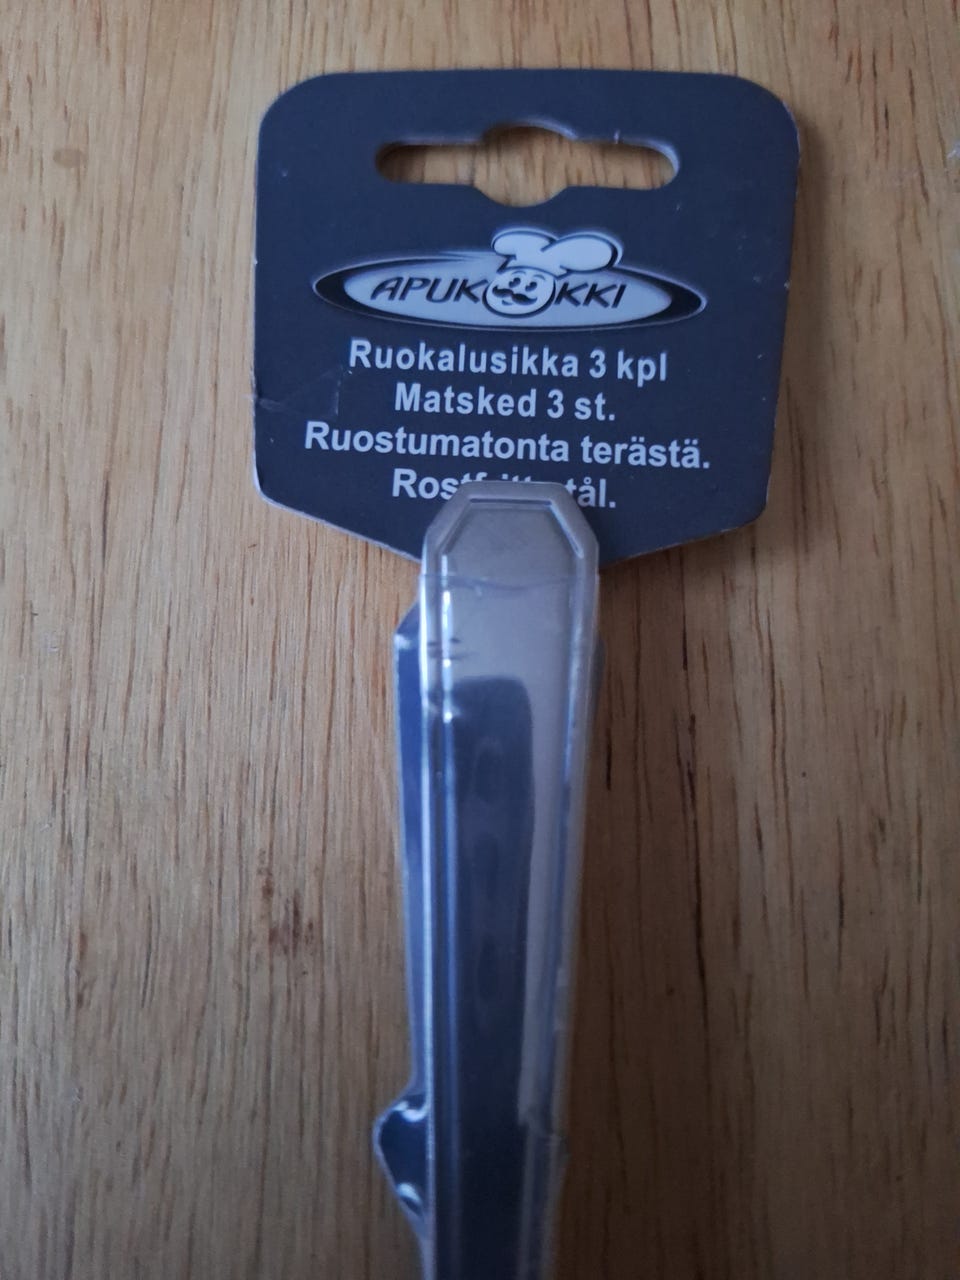 APUKOKKI
Ruokalusikka 3 kpl
Matsked 3 st.
Ruostumatonta terästä.